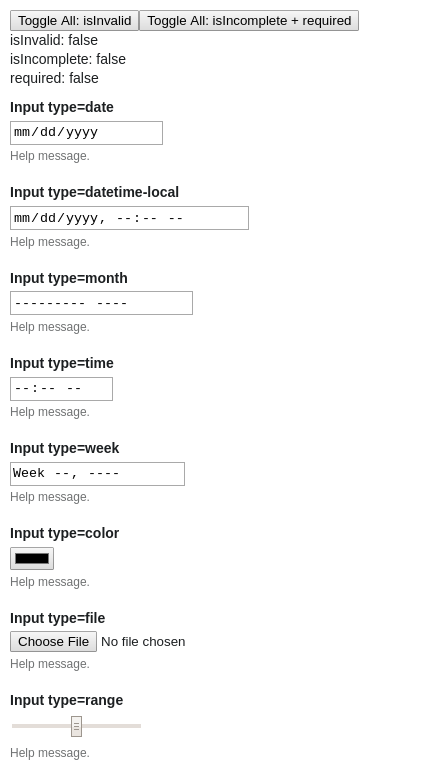 Toggle All: isInvalid Toggle All: isIncomplete + required
isInvalid: false
isIncomplete: false
required: false
Input type=date
mm/dd/yyyy
Help message.
Input type=datetime-local
mm/dd/yyyy, --:-- --
Help message.
Input type=month
--------- ----
Help message.
Input type=time
--:-- --
Help message.
Input type=week
Week --, ----
Help message.
Input type=color
Help message.
Input type=file
Choose File No file chosen
Help message.
Input type=range
Help message.